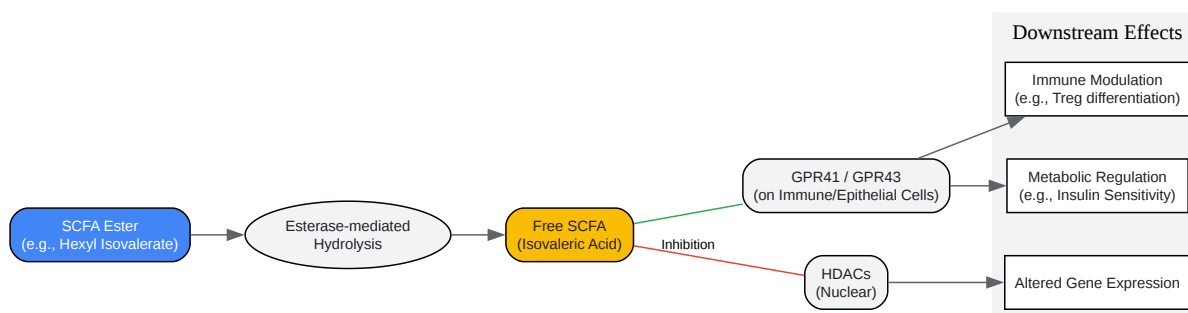 Downstream Effects
Immune Modulation
(e.g., Treg differentiation)
GPR41 / GPR43
(on Immune/Epithelial Cells)
Metabolic Regulation
(e.g., Insulin Sensitivity)
SCFA Ester
(e.g., Hexyl Isovalerate)
Esterase-mediated
Hydrolysis
Free SCFA
(Isovaleric Acid)
Inhibition
HDACs
(Nuclear)
Altered Gene Expression